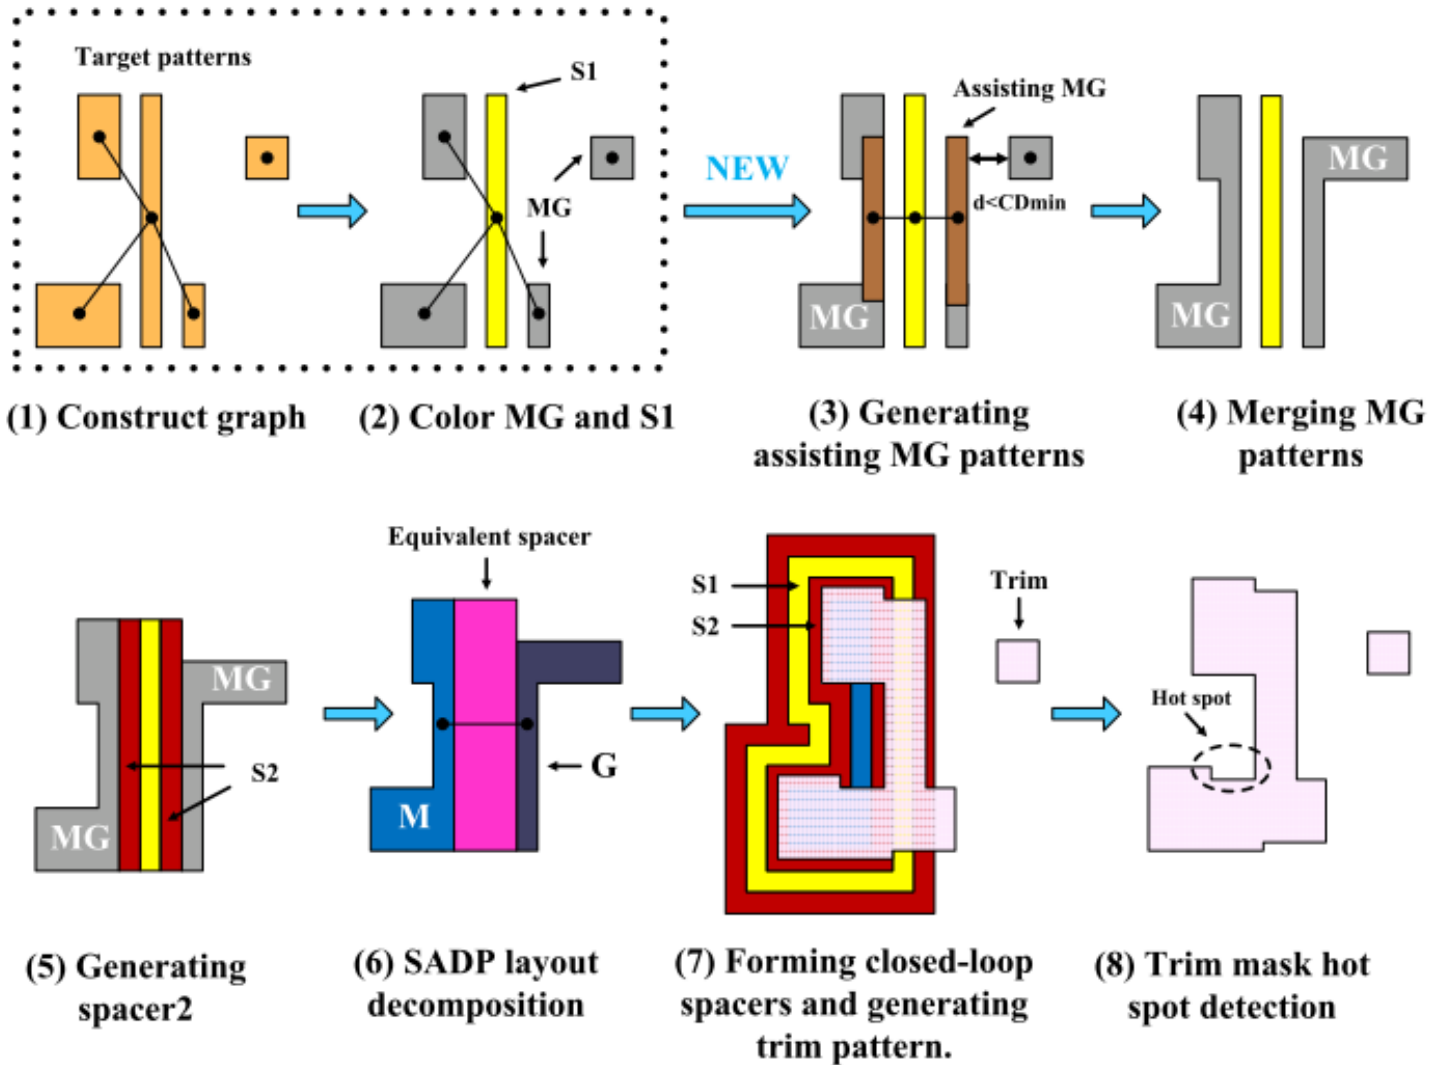 Target patterns
S1
MG
(1) Construct graph
(2) Color MG and S1
NEW
Assisting MG
d<CDmin
MG
(3) Generating
assisting MG patterns
MG
MG
(4) Merging MG
patterns
MG
MG
S2
(5) Generating
spacer2
Equivalent spacer
G
M
(6) SADP layout
decomposition
S1
S2
Trim
(7) Forming closed-loop
spacers and generating
trim pattern.
Hot spot
(8) Trim mask hot
spot detection